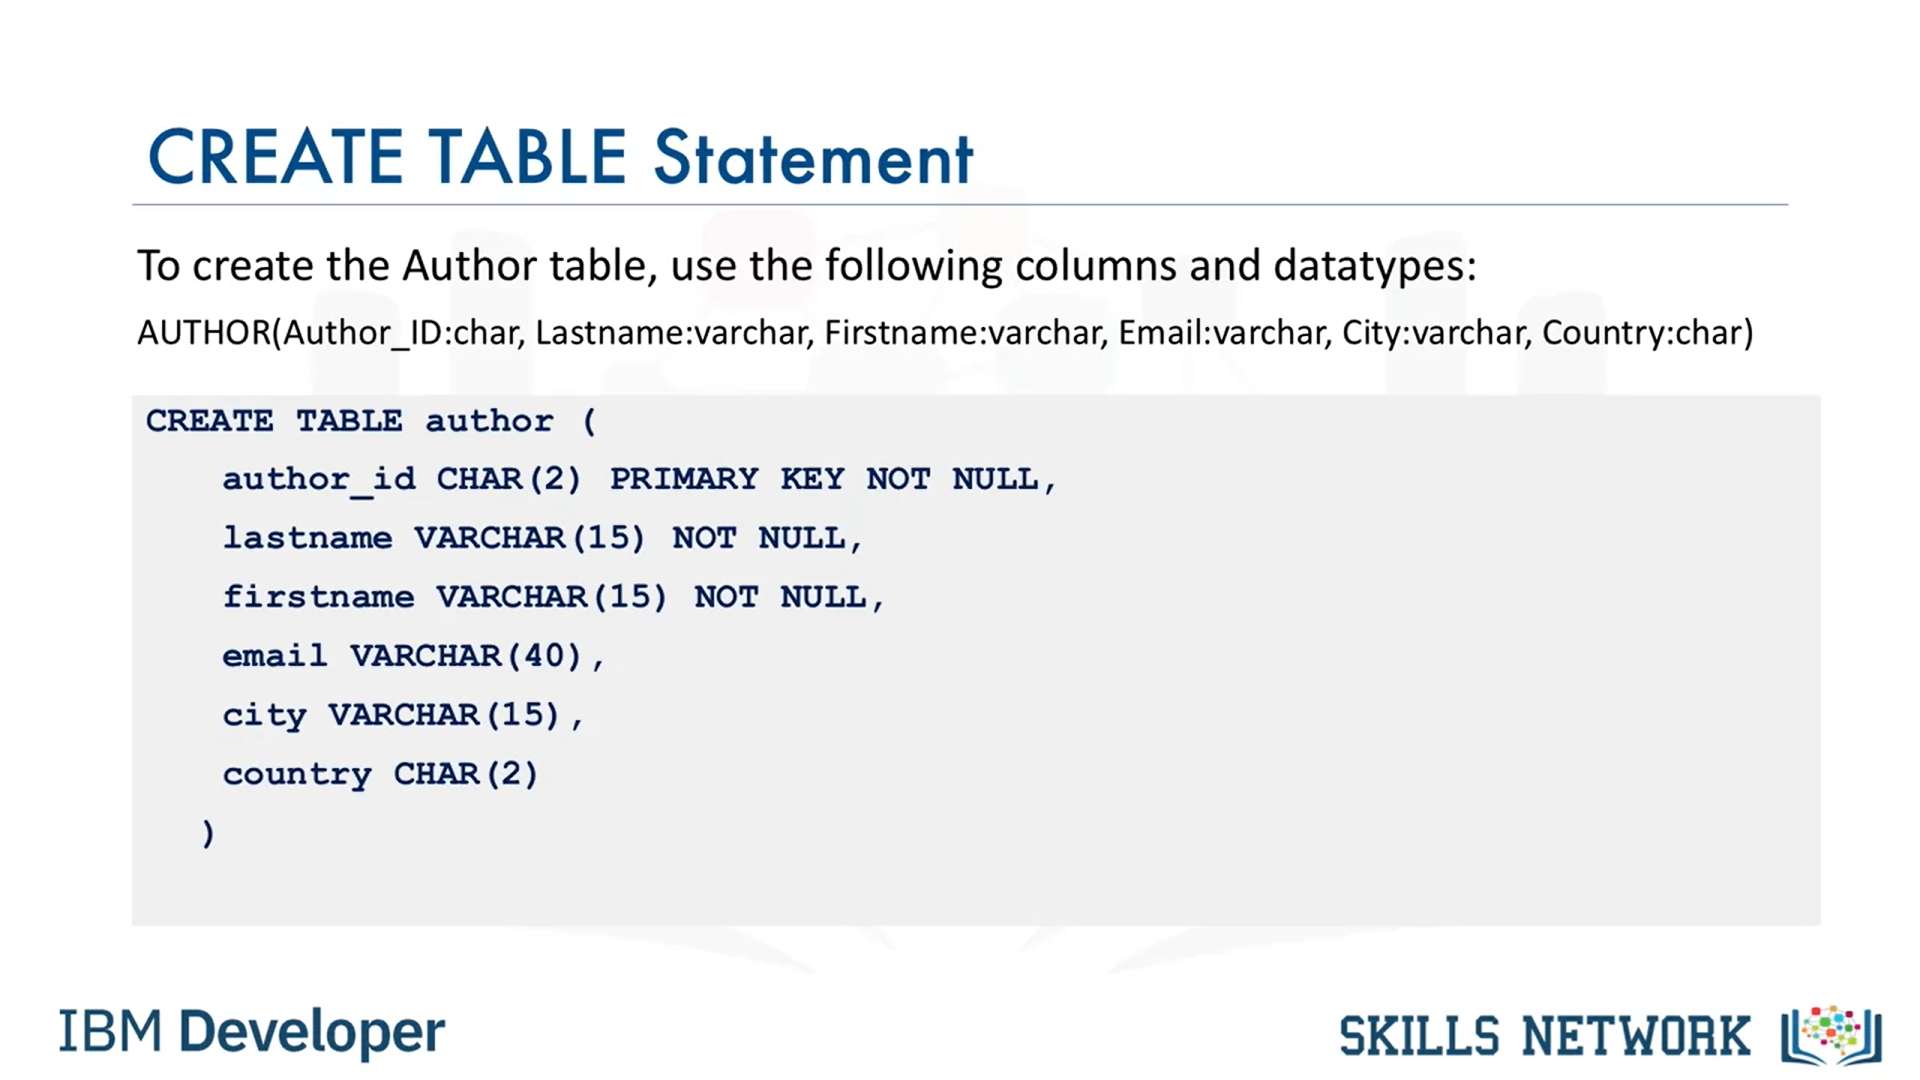 CREATE TABLE Statement
To create the Author table, use the following columns and datatypes:
AUTHOR(Author_ID:char, Lastname:varchar, Firstname:varchar, Email:varchar, City:varchar, Country:char)
CREATE TABLE author (
author_id CHAR(2) PRIMARY KEY NOT NULL,
lastname VARCHAR(15) NOT NULL,
firstname VARCHAR(15) NOT NULL,
email VARCHAR(40),
city VARCHAR(15),
country CHAR(2)
)
IBM Developer
SKILLS NETWORK